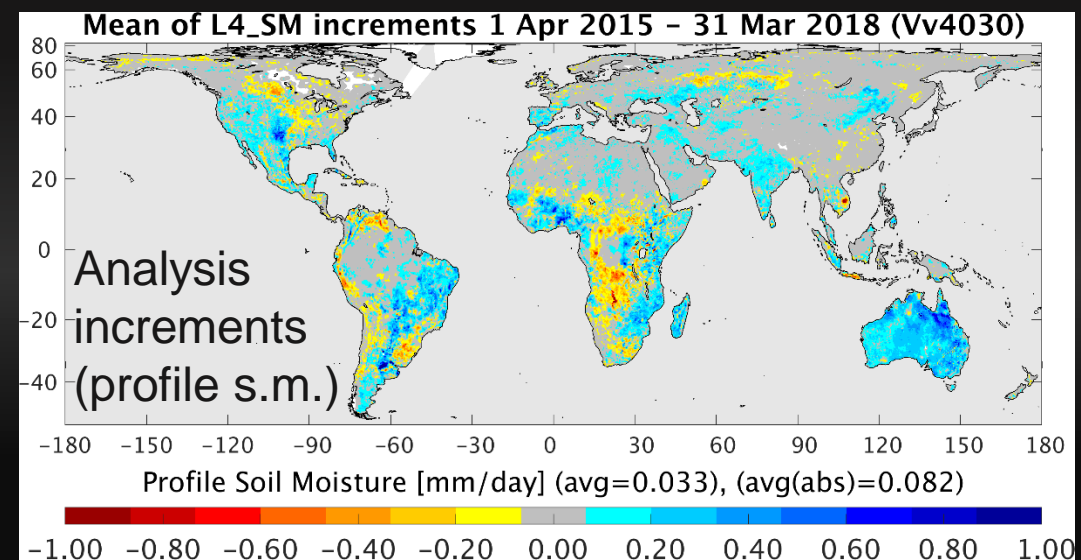 Mean of L4_SM increments 1 Apr 2015 – 31 Mar 2018 (Vv4030)
80
60
40
20
0
−20
−40
Analysis
increments
(profile s.m.)
−180 −150 −120 −90 −60 −30 0 30 60 90 120 150 180
Profile Soil Moisture [mm/day] (avg=0.033), (avg(abs)=0.082)
−1.00 −0.80 −0.60 −0.40 −0.20 0.00 0.20 0.40 0.60 0.80 1.00